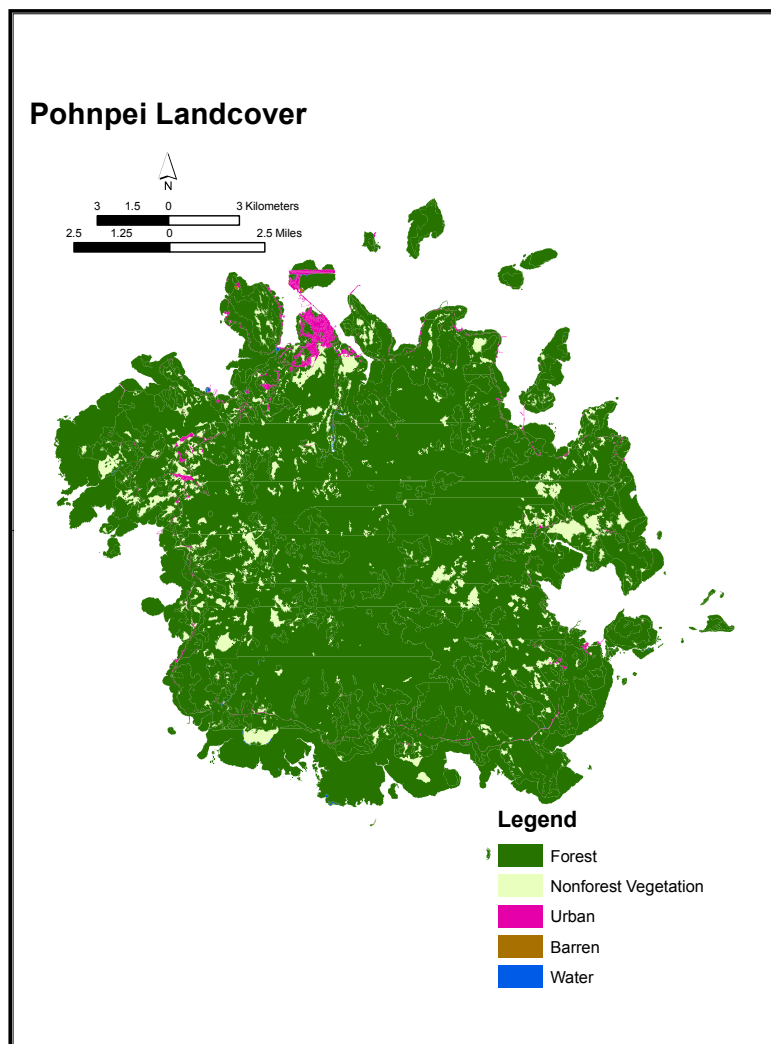 Pohnpei Landcover
N
3 1.5 0 3 Kilometers
2.5 1.25 0 2.5 Miles
Legend
Forest
Nonforest Vegetation
Urban
Barren
Water